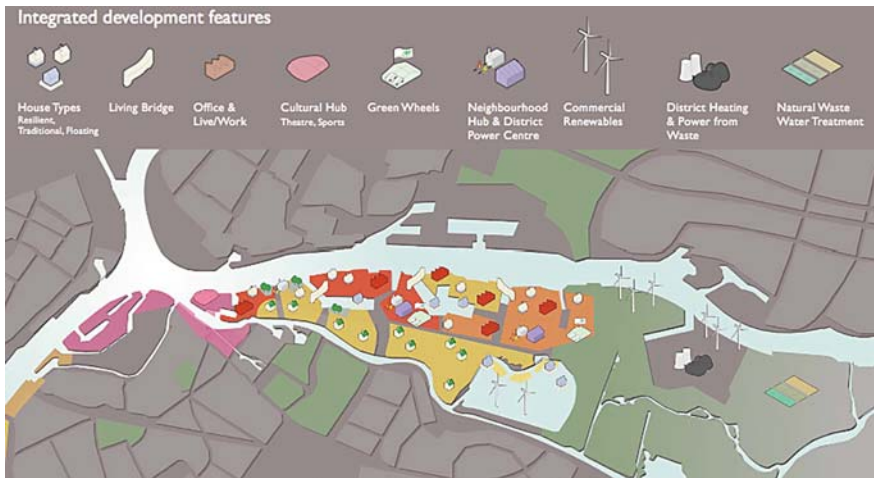 Integrated development features
House Types
Resilient,
Traditional, Floating
Living Bridge
Office &
Live/Work
Cultural Hub
Theatre, Sports
Green Wheels
Neighbourhood
Hub & District
Power Centre
Commercial
Renewables
District Heating
& Power from
Waste
Natural Waste
Water Treatment